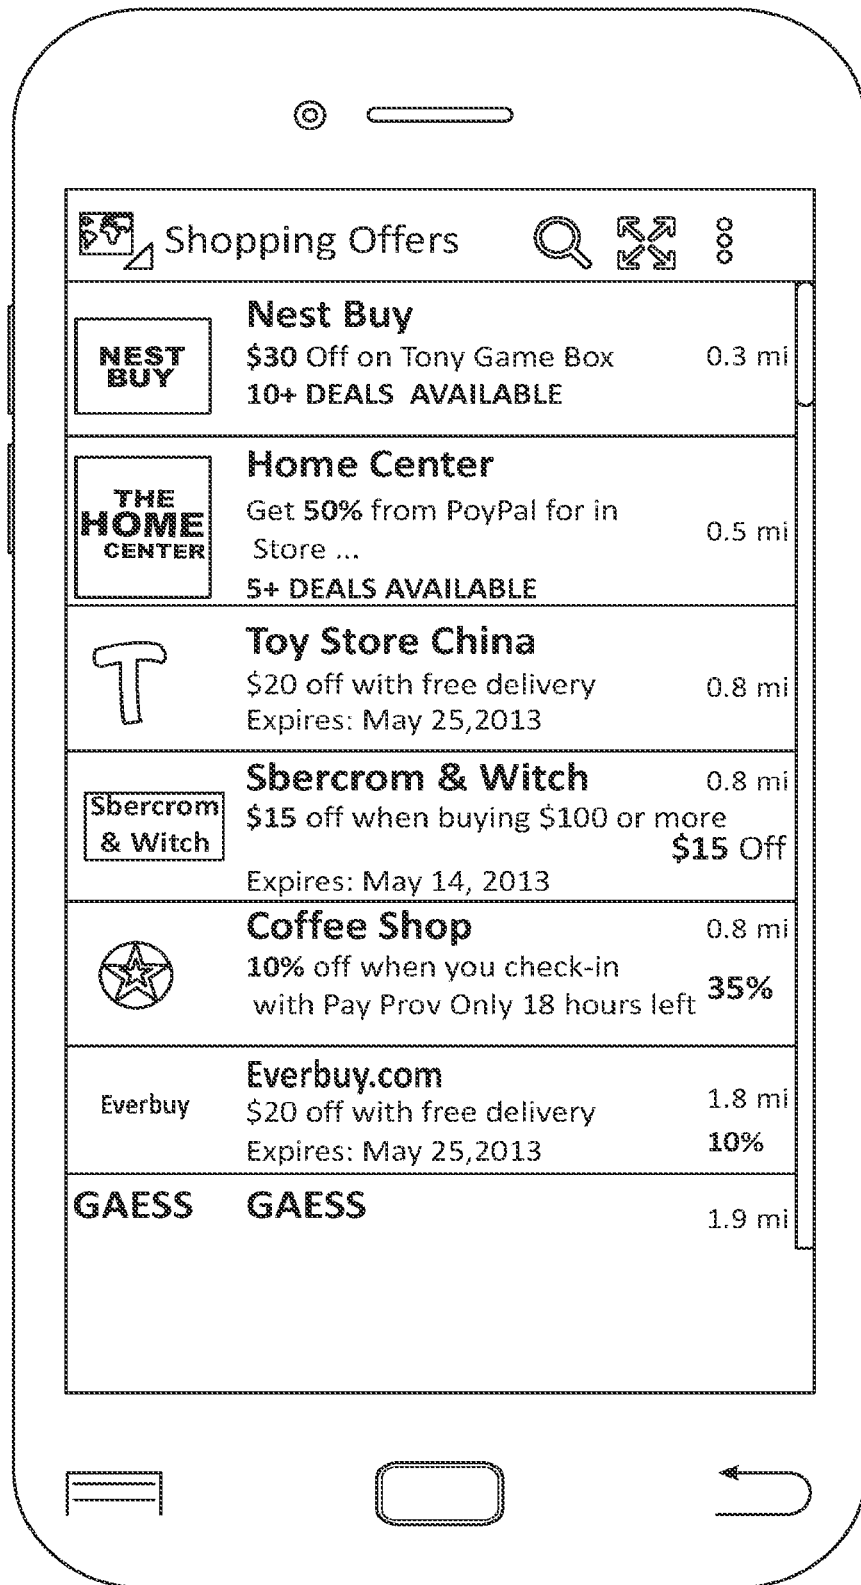 Shopping Offers
NEST
BUY
Nest Buy
$30 Off on Tony Game Box
10+ DEALS AVAILABLE
0.3 mi
THE
HOME
CENTER
Home Center
Get 50% from PoyPal for in
Store ...
5+ DEALS AVAILABLE
0.5 mi
T
Toy Store China
$20 off with free delivery
Expires: May 25,2013
0.8 mi
Sbercrom
& Witch
Sbercrom & Witch
0.8 mi
$15 off when buying $100 or more
$15 Off
Expires: May 14, 2013
Coffee Shop
0.8 mi
10% off when you check-in
with Pay Prov Only 18 hours left
35%
Everbuy
Everbuy.com
$20 off with free delivery
Expires: May 25,2013
1.8 mi
10%
GAESS
GAESS
1.9 mi